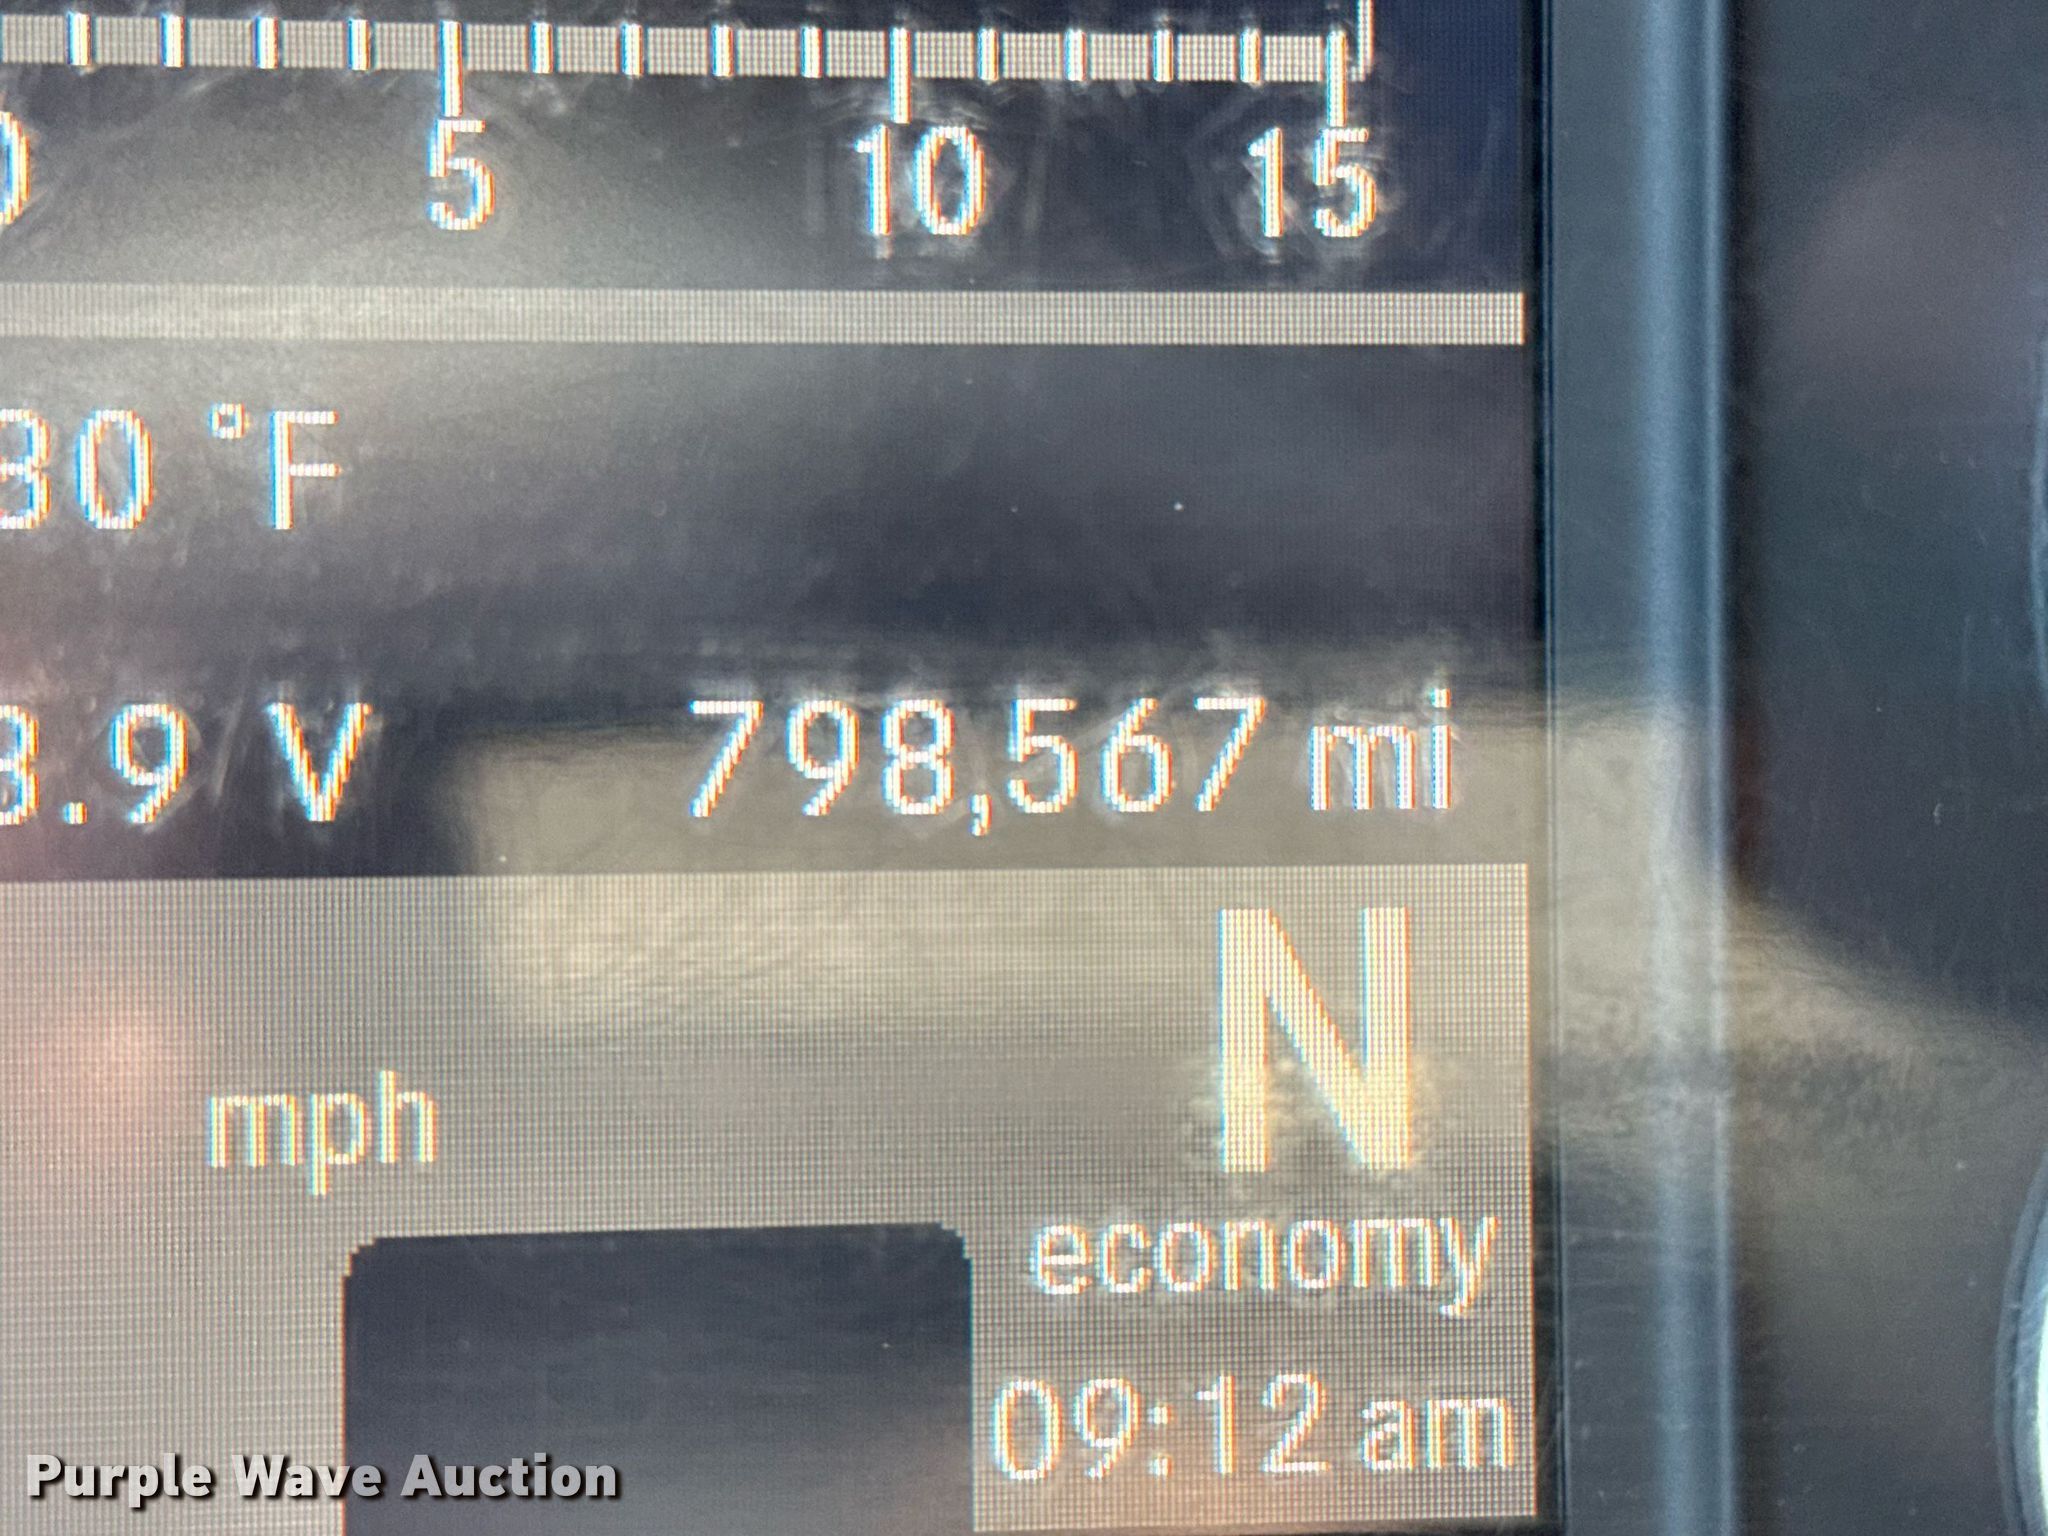 5 10 15
30 °F
3.9 V 798,567 mi
N
mph
economy
09:12 am
Purple Wave Auction